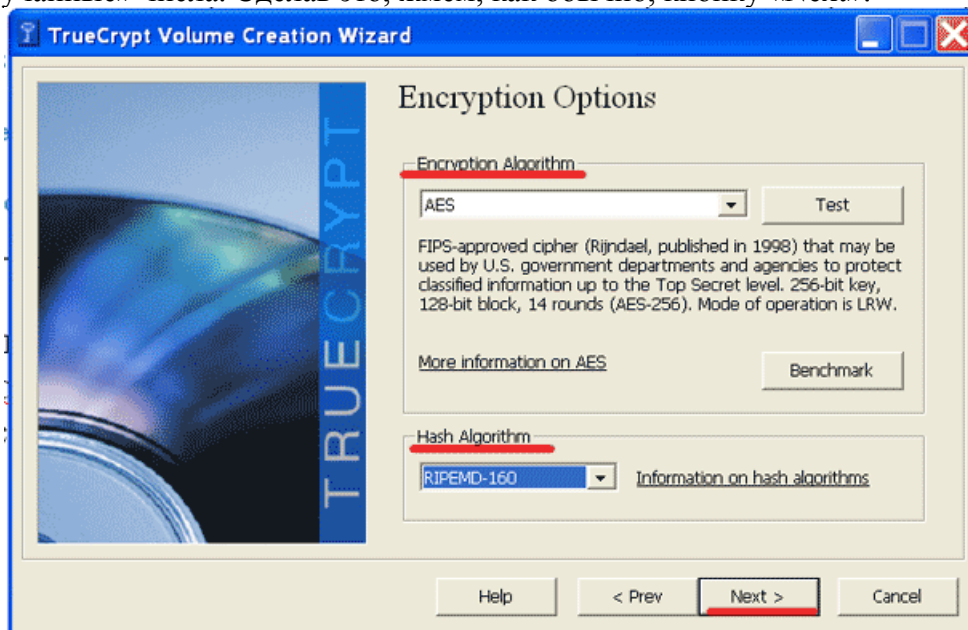 TrueCrypt Volume Creation Wizard
TRUECRYPT
Encryption Options
Encryption Algorithm
AES
Test
FIPS-approved cipher (Rijndael, published in 1998) that may be
used by U.S. government departments and agencies to protect
classified information up to the Top Secret level. 256-bit key,
128-bit block, 14 rounds (AES-256). Mode of operation is LRW.
More information on AES
Benchmark
Hash Algorithm
RIPEMD-160
Information on hash algorithms
Help
< Prev
Next >
Cancel